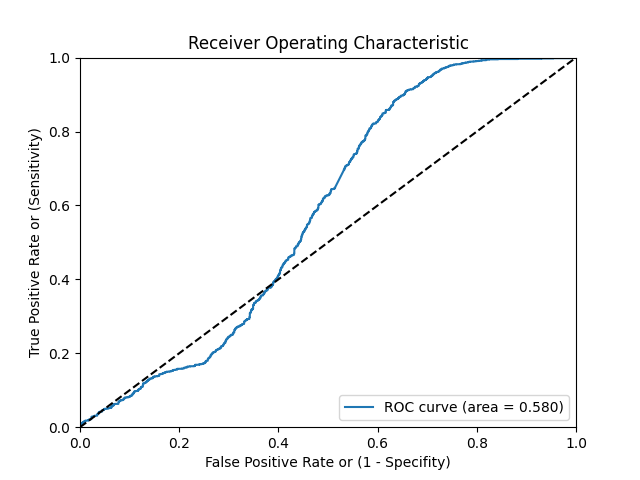 Receiver Operating Characteristic
True Positive Rate or (Sensitivity)
1.0
0.8
0.6
0.4
0.2
0.0
ROC curve (area = 0.580)
0.0 0.2 0.4 0.6 0.8 1.0
False Positive Rate or (1 - Specifity)